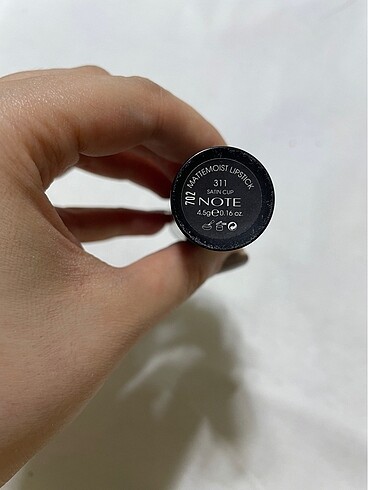 MATTEMOIST LIPSTICK
311
SATIN CUP
702
NOTE
4.5g℮0.16 oz.